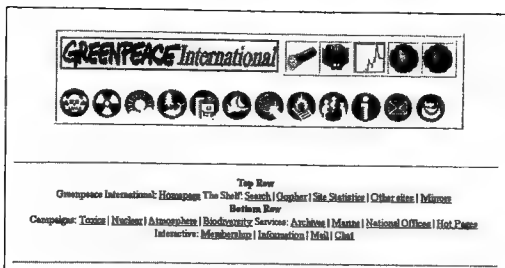 GREENPEACE International
Top Row
Greenpeace International: Homepage The Shelf: Search | Gopher | Site Statistics | Other sites | Mirrors
Bottom Row
Campaigns: Toxics | Nuclear | Atmosphere | Biodiversity Services: Archives | Marine | National Offices | Hot Pages
Interactive: Membership | Information | Mail | Chat